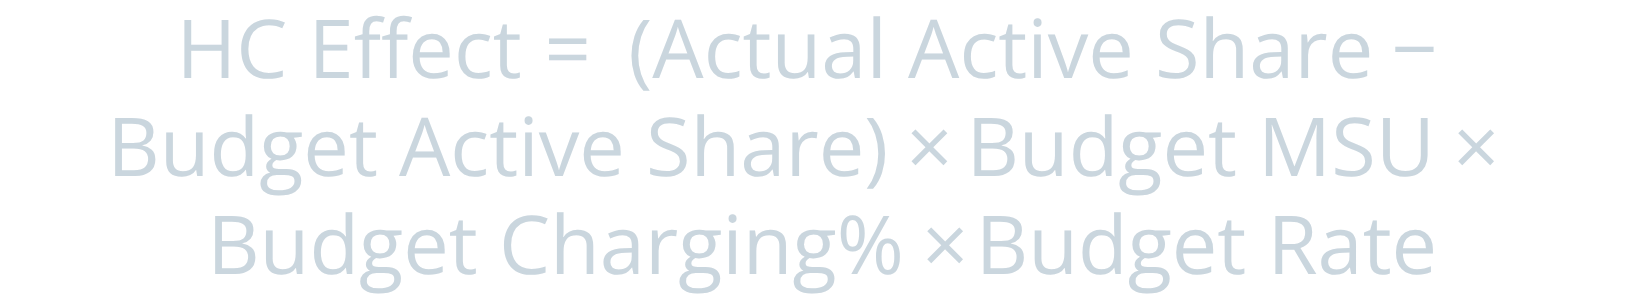 HC Effect = (Actual Active Share −
Budget Active Share) × Budget MSU ×
Budget Charging% × Budget Rate